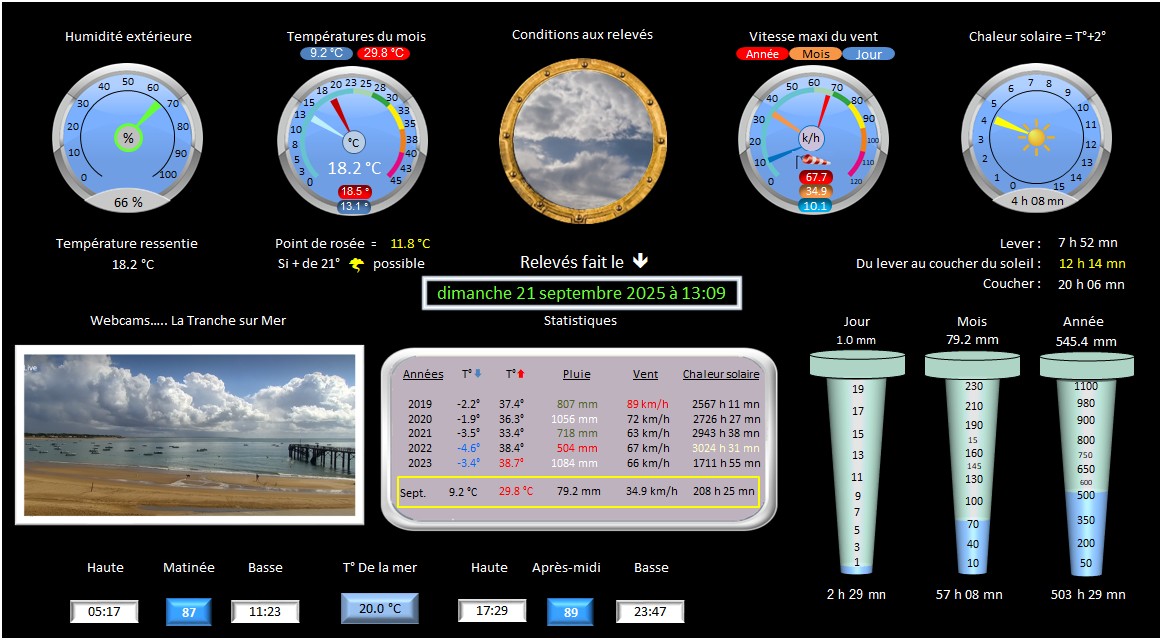 Humidité extérieure
Températures du mois
9.2 °C 29.8 °C
Conditions aux relevés
Vitesse maxi du vent
Année Mois Jour
Chaleur solaire = T°+2°
0 10 20 30 40 50 60 70 80 90 100
%
66 %
0 3 5 8 10 13 15 18 20 23 25 28 30 33 35 38 40 43 45
°C
18.2 °C
18.5 °
13.1 °
0 10 20 30 40 50 60 70 80 90 100 110 120
k/h
67.7
34.9
10.1
0 1 2 3 4 5 6 7 8 9 10 11 12 13 14 15
4 h 08 mn
Température ressentie
18.2 °C
Point de rosée = 11.8 °C
Si + de 21° possible
Relevés fait le
dimanche 21 septembre 2025 à 13:09
Lever : 7 h 52 mn
Du lever au coucher du soleil : 12 h 14 mn
Coucher : 20 h 06 mn
Webcams..... La Tranche sur Mer
Live
Statistiques
Années T° T° Pluie Vent Chaleur solaire
2019 -2.2° 37.4° 807 mm 89 km/h 2567 h 11 mn
2020 -1.9° 36.3° 1056 mm 72 km/h 2726 h 27 mn
2021 -3.5° 33.4° 718 mm 63 km/h 2943 h 38 mn
2022 -4.6° 38.4° 504 mm 67 km/h 3024 h 31 mn
2023 -3.4° 38.7° 1084 mm 66 km/h 1711 h 55 mn
Sept. 9.2 °C 29.8 °C 79.2 mm 34.9 km/h 208 h 25 mn
Jour
1.0 mm
19
17
15
13
11
9
7
5
3
1
2 h 29 mn
Mois
79.2 mm
230
210
190
15
160
145
130
100
70
40
10
57 h 08 mn
Année
545.4 mm
1100
980
900
800
750
650
600
500
350
200
50
503 h 29 mn
Haute Matinée Basse T° De la mer Haute Après-midi Basse
05:17 87 11:23 20.0 °C 17:29 89 23:47